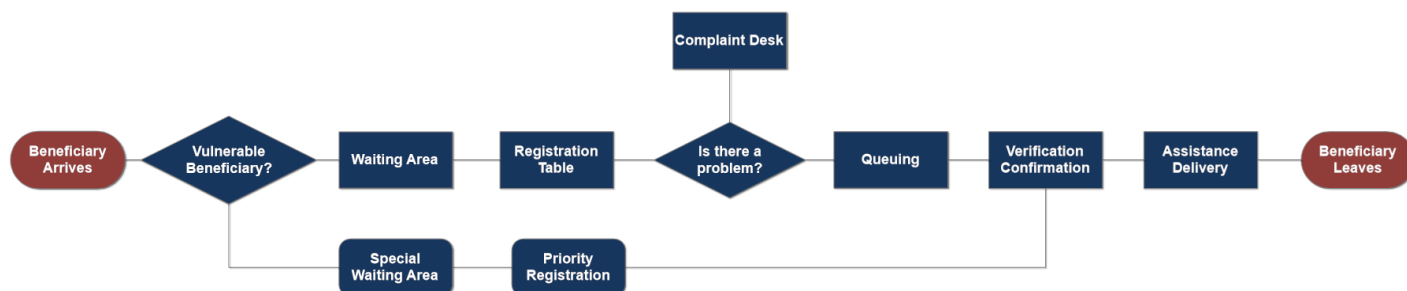 Complaint Desk
Beneficiary
Arrives
Vulnerable
Beneficiary?
Waiting Area
Registration
Table
Is there a
problem?
Queuing
Verification
Confirmation
Assistance
Delivery
Beneficiary
Leaves
Special
Waiting Area
Priority
Registration